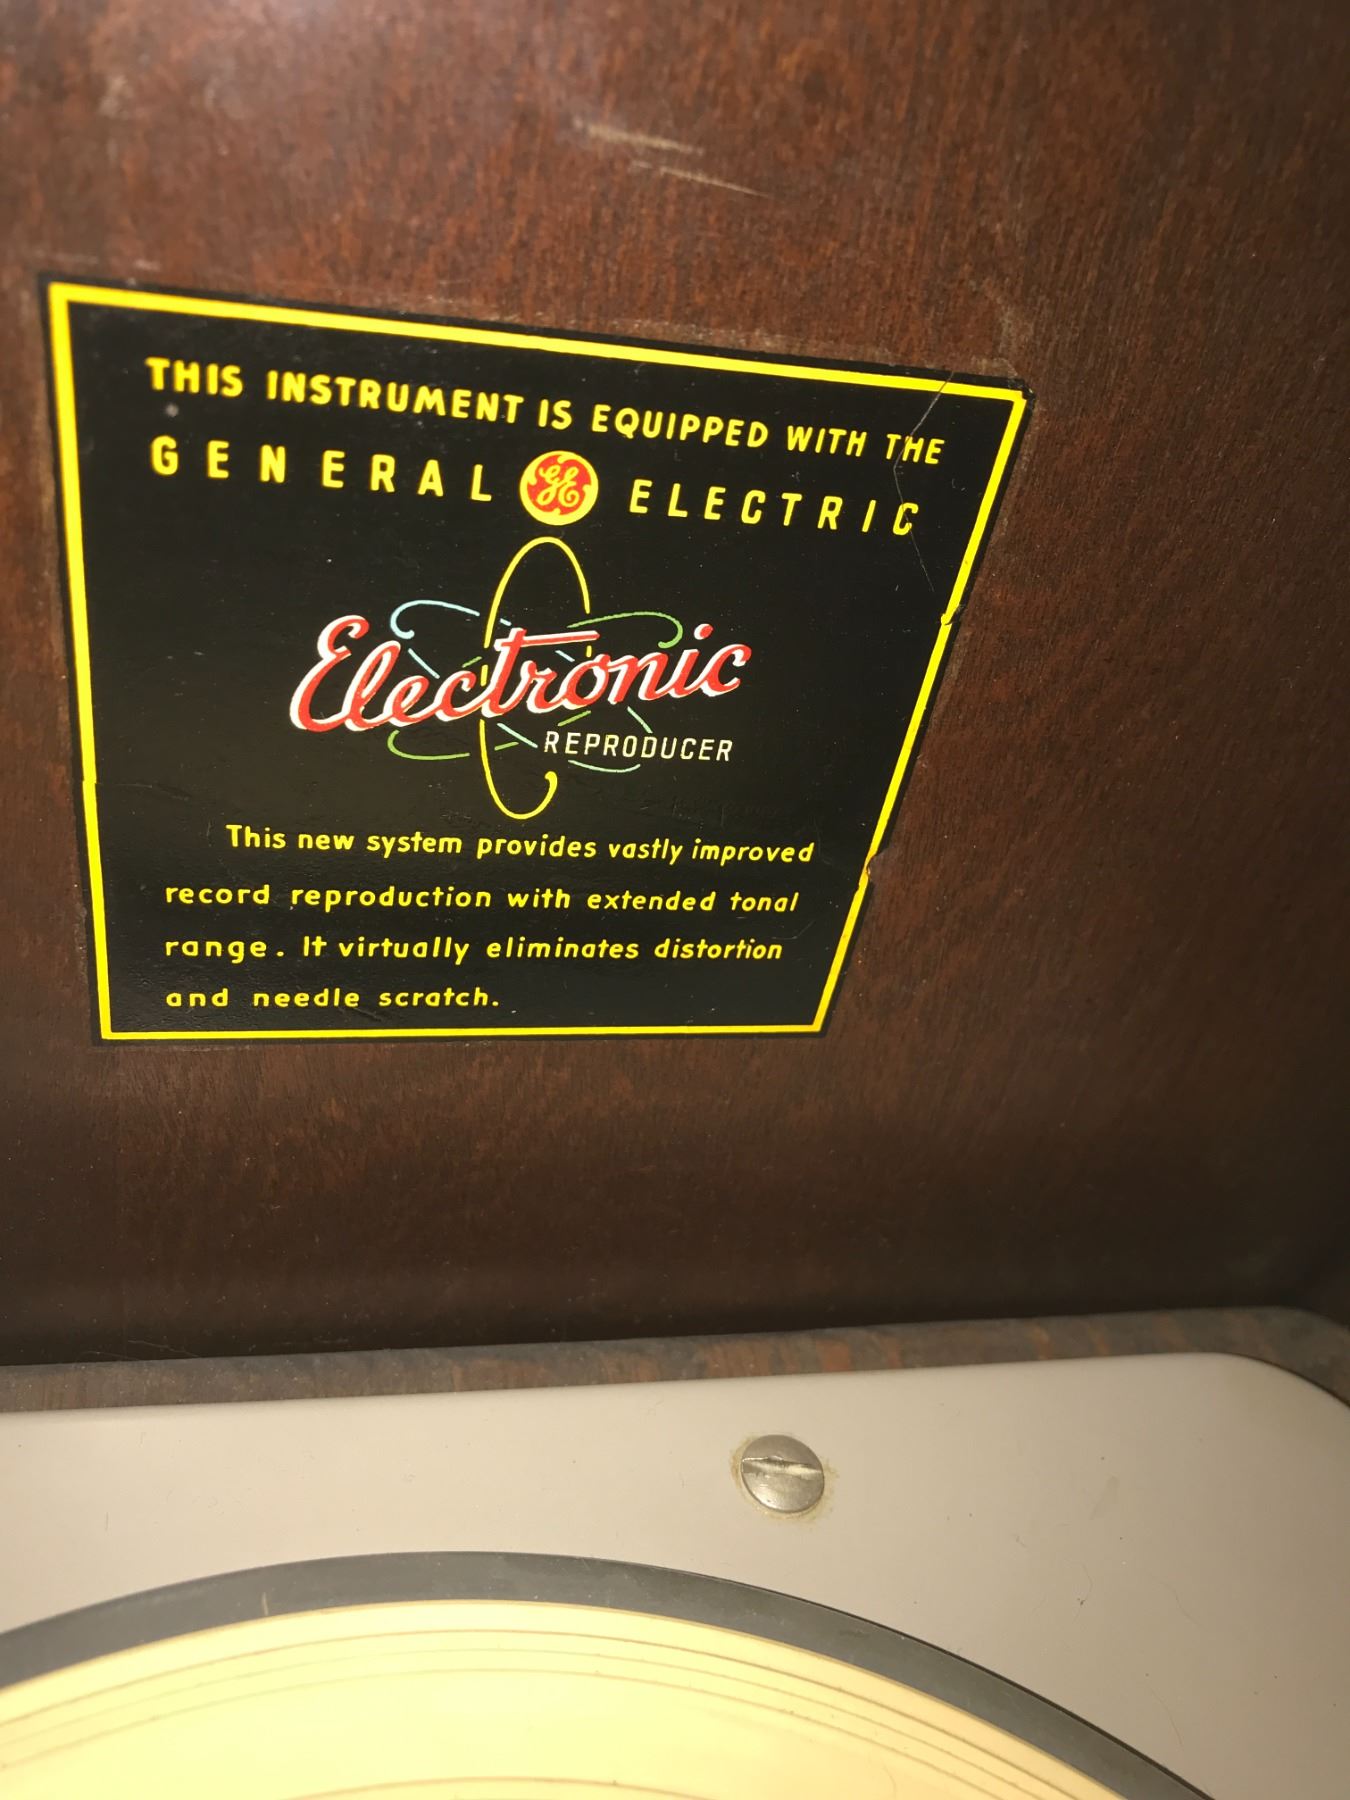 THIS INSTRUMENT IS EQUIPPED WITH THE
GENERAL GE ELECTRIC
Electronic
REPRODUCER
This new system provides vastly improved
record reproduction with extended tonal
range. It virtually eliminates distortion
and needle scratch.